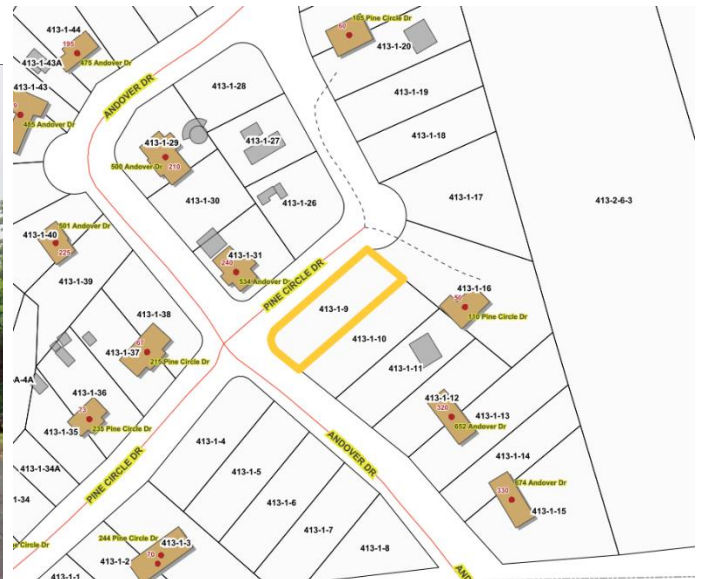 413-1-44
195
413-1-43A
475 Andover Dr
413-1-43
485 Andover Dr
ANDOVER DR
60
165 Pine Circle Dr
413-1-20
413-1-28
413-1-19
413-1-29
413-1-27
413-1-18
500 Andover Dr
210
413-1-30
413-1-26
413-1-17
413-2-6-3
501 Andover Dr
413-1-40
225
413-1-31
240
534 Andover Dr
PINE CIRCLE DR
413-1-39
413-1-16
50
110 Pine Circle Dr
413-1-38
413-1-9
61
413-1-37
215 Pine Circle Dr
413-1-10
413-1-11
A-4A
413-1-36
73
413-1-35
235 Pine Circle Dr
413-1-12
320
413-1-13
652 Andover Dr
413-1-4
ANDOVER DR
413-1-34A
413-1-5
413-1-14
1-34
PINE CIRCLE DR
413-1-6
674 Andover Dr
330
413-1-15
413-1-7
244 Pine Circle Dr
413-1-3
70
413-1-2
413-1-8
e Circle Dr
413-1-1
AND